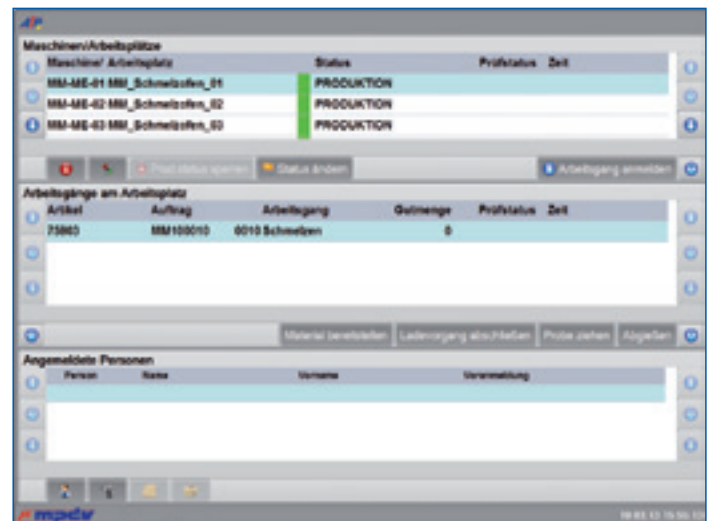 AIP
Maschinen/Arbeitsplätze
Maschine/ Arbeitsplatz Status Prüfstatus Zeit
MM-ME-01 MM_Schmelzofen_01 PRODUKTION
MM-ME-02 MM_Schmelzofen_02 PRODUKTION
MM-ME-03 MM_Schmelzofen_03 PRODUKTION
Status ändern Arbeitsgang anmelden
Arbeitsgänge am Arbeitsplatz
Artikel Auftrag Arbeitsgang Gutmenge Prüfstatus Zeit
MM100010 0010 Schmelzen 0
Material bereitstellen Ladevorgang abschließen Probe ziehen Abgießen
Angemeldete Personen
Person Name Vorname Voranmeldung
mpdv